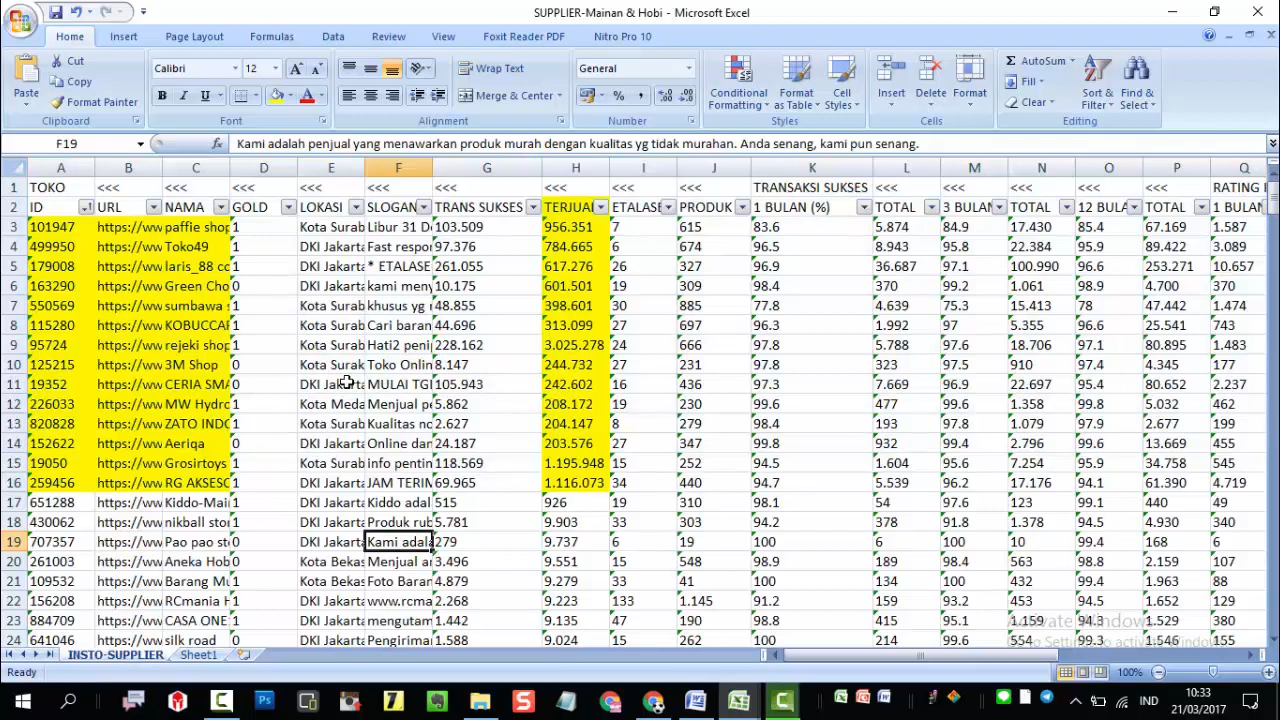 SUPPLIER-Mainan & Hobi - Microsoft Excel
Home Insert Page Layout Formulas Data Review View Foxit Reader PDF Nitro Pro 10
Paste Cut Copy Format Painter Clipboard
Calibri 12 B I U Font
Wrap Text Merge & Center Alignment
General % , Number
Conditional Formatting Format as Table Cell Styles Styles
Insert Delete Format Cells
AutoSum Fill Clear Sort & Filter Find & Select Editing
F19 fx Kami adalah penjual yang menawarkan produk murah dengan kualitas yg tidak murahan. Anda senang, kami pun senang.
A B C D E F G H I J K L M N O P Q
1 TOKO <<< <<< <<< <<< <<< <<< <<< <<< <<< TRANSAKSI SUKSES <<< <<< <<< <<< <<< RATING
2 ID URL NAMA GOLD LOKASI SLOGAN TRANS SUKSES TERJUAL ETALASE PRODUK 1 BULAN (%) TOTAL 3 BULAN TOTAL 12 BULA TOTAL 1 BULAN
3 101947 https://ww paffie shop 1 Kota Surab Libur 31 De 103.509 956.351 7 615 83.6 5.874 84.9 17.430 85.4 67.169 1.587
4 499950 https://ww Toko49 1 DKI Jakarta Fast respo 97.376 784.665 6 674 96.5 8.943 95.8 22.384 95.9 89.422 3.089
5 179008 https://ww laris_88 co 1 DKI Jakarta * ETALASE 261.055 617.276 26 327 96.9 36.687 97.1 100.990 96.1 253.271 10.657
6 163290 https://ww Green Cho 0 DKI Jakarta kami meny 10.175 601.501 19 309 98.4 370 99.2 1.061 98.9 4.700 370
7 550569 https://ww sumbawa s 1 Kota Surab khusus yg 48.855 398.601 30 885 77.8 4.639 75.3 15.413 78 47.442 1.474
8 115280 https://ww KOBUCCA 1 Kota Surab Cari baran 44.696 313.099 27 697 96.3 1.992 97 5.355 96.6 25.541 743
9 95724 https://ww rejeki shop 1 Kota Surab Hati2 peni 228.162 3.025.278 24 666 97.8 5.788 97.6 18.706 97.1 80.895 1.483
10 125215 https://ww 3M Shop 0 Kota Surak Toko Onlin 8.147 244.732 27 231 97.8 323 97.5 910 97.4 4.345 177
11 19352 https://ww CERIA SMA 0 DKI Jakarta MULAI TGL 105.943 242.602 16 436 97.3 7.669 96.9 22.697 95.4 80.652 2.237
12 226033 https://ww MW Hydro 1 Kota Meda Menjual pe 5.862 208.172 19 230 99.6 477 99.6 1.358 99.8 5.032 462
13 820828 https://ww ZATO INDO 1 Kota Surab Kualitas no 2.627 204.147 8 279 98.4 193 97.8 1.079 97.9 2.677 199
14 152622 https://ww Aeriqa 0 DKI Jakarta Online dan 24.187 203.576 27 347 99.8 932 99.4 2.796 99.6 13.669 455
15 19050 https://ww Grosirtoys 1 Kota Surab info pentin 118.569 1.195.948 15 252 94.5 1.604 95.6 7.254 95.6 34.758 545
16 259456 https://ww RG AKSESO 1 DKI Jakarta JAM TERIM 69.965 1.116.073 34 440 94.7 5.539 96.2 17.176 94.1 61.390 4.719
17 651288 https://ww Kiddo-Mai 1 DKI Jakarta Kiddo adal 515 926 19 310 98.1 54 97.6 123 99.1 440 49
18 430062 https://ww nikball stor 1 DKI Jakarta Produk rub 5.781 9.903 33 303 94.2 378 91.8 1.378 94.5 4.930 340
19 707357 https://ww Pao pao sto 0 DKI Jakarta Kami adala 279 9.737 6 19 100 6 100 10 99.4 168 6
20 261003 https://ww Aneka Hob 0 Kota Bekas Menjual an 3.496 9.551 15 548 98.9 189 98.4 563 98.8 2.159 107
21 109532 https://ww Barang Mu 1 Kota Bekas Foto Baran 4.879 9.279 33 41 100 134 100 432 99.4 1.963 88
22 156208 https://ww RCmania H 1 DKI Jakarta www.rcma 2.268 9.223 133 1.145 91.2 159 93.2 453 94.5 1.652 129
23 884709 https://ww CASA ONE 1 DKI Jakarta mengutam 1.442 9.135 47 190 98.8 415 95.1 1.159 94.1 1.529 380
24 641046 https://ww silk road 0 DKI Jakarta Pengirima 1.588 9.024 15 262 100 214 99.6 554 99.3 1.546 155
Activate Windows
Go to Settings to activate Windows.
INSTO-SUPPLIER Sheet1
Ready 100%
IND 10:33
21/03/2017